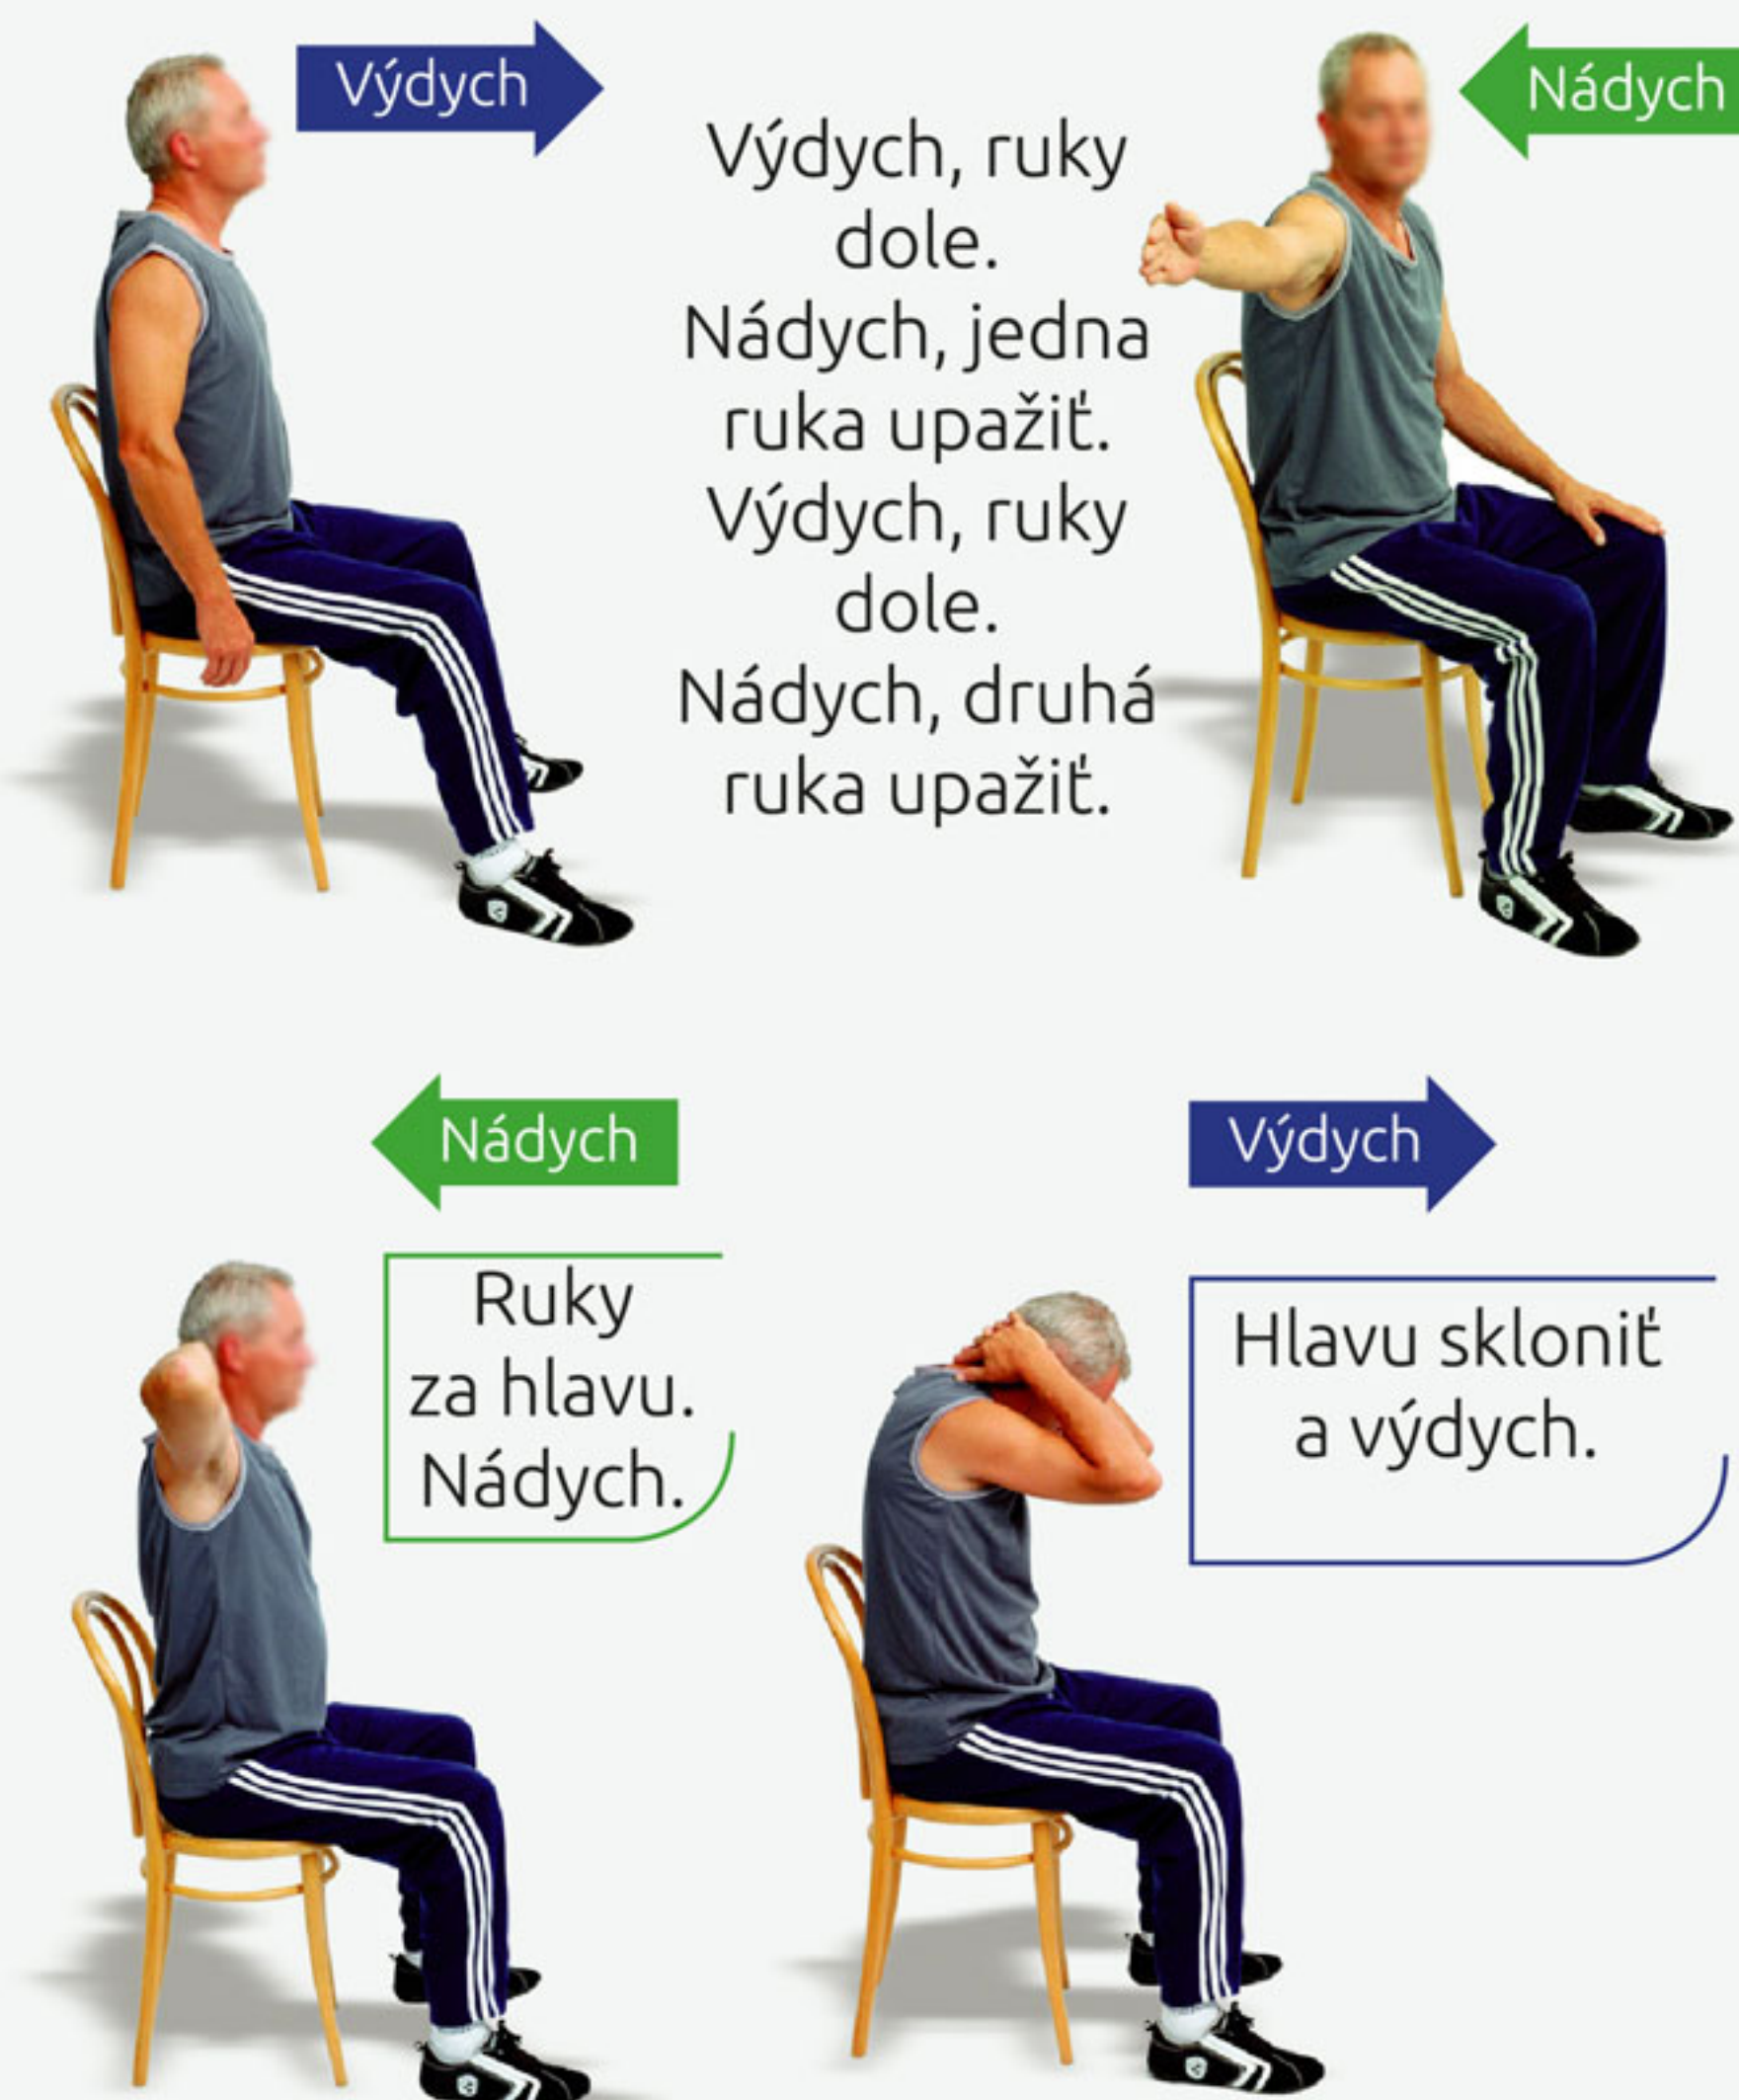 Výdych
Nádych
Výdych, ruky
dole.
Nádych, jedna
ruka upažiť.
Výdych, ruky
dole.
Nádych, druhá
ruka upažiť.
Nádych
Výdych
Ruky
za hlavu.
Nádych.
Hlavu skloniť
a výdych.